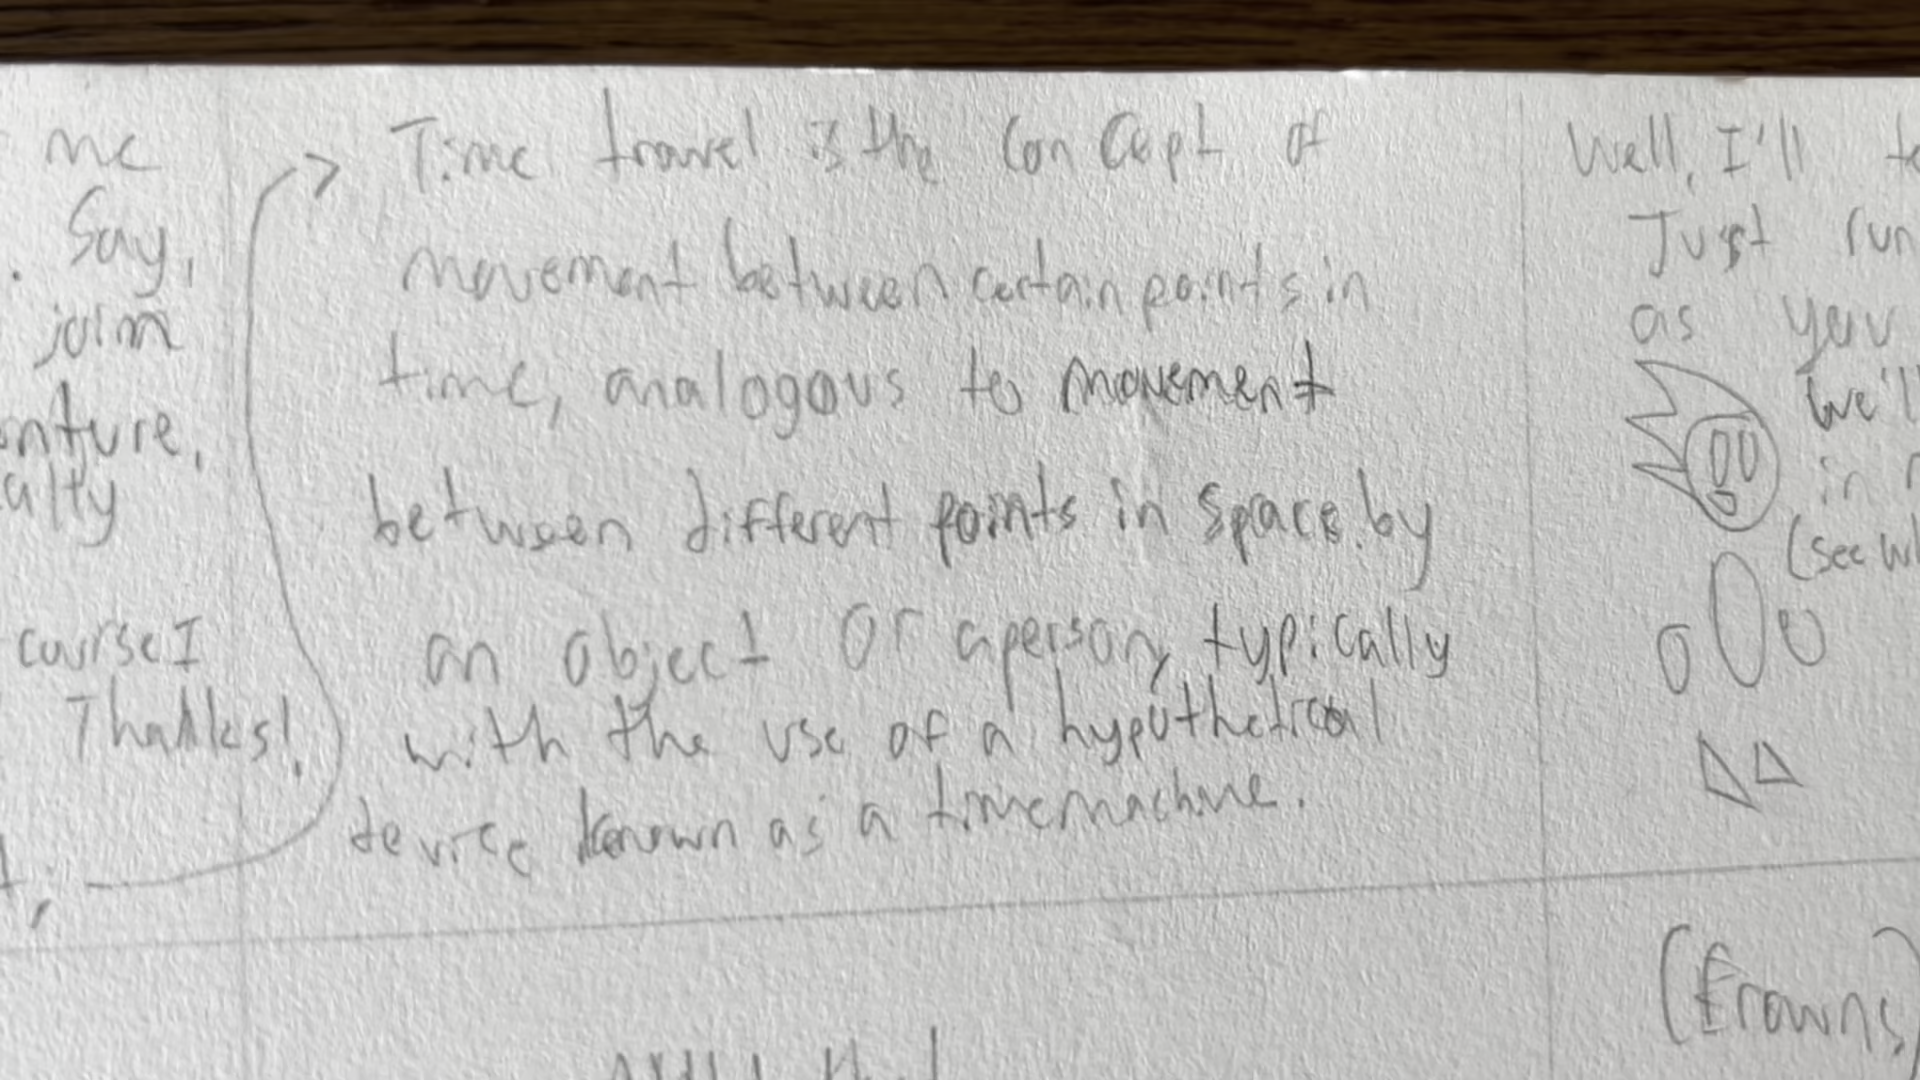 me
Say,
join
nture,
alty
course I
Thanks!
Time travel is the concept of
movement between certain points in
time, analogous to movement
between different points in space by
an object or a person, typically
with the use of a hypothetical
device known as a time machine.
Well, I'll te
Just run
as you
We'll
in
(see wh
(Frowns)